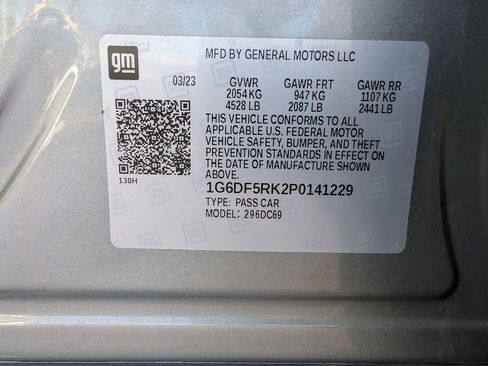 gm
MFD BY GENERAL MOTORS LLC
03/23 GVWR GAWR FRT GAWR RR
2054 KG 947 KG 1107 KG
4528 LB 2087 LB 2441 LB
THIS VEHICLE CONFORMS TO ALL
APPLICABLE U.S. FEDERAL MOTOR
VEHICLE SAFETY, BUMPER, AND THEFT
PREVENTION STANDARDS IN EFFECT ON
THE DATE OF MANUFACTURE SHOWN
ABOVE.
130H
1G6DF5RK2P0141229
TYPE: PASS CAR
MODEL: 296DC69